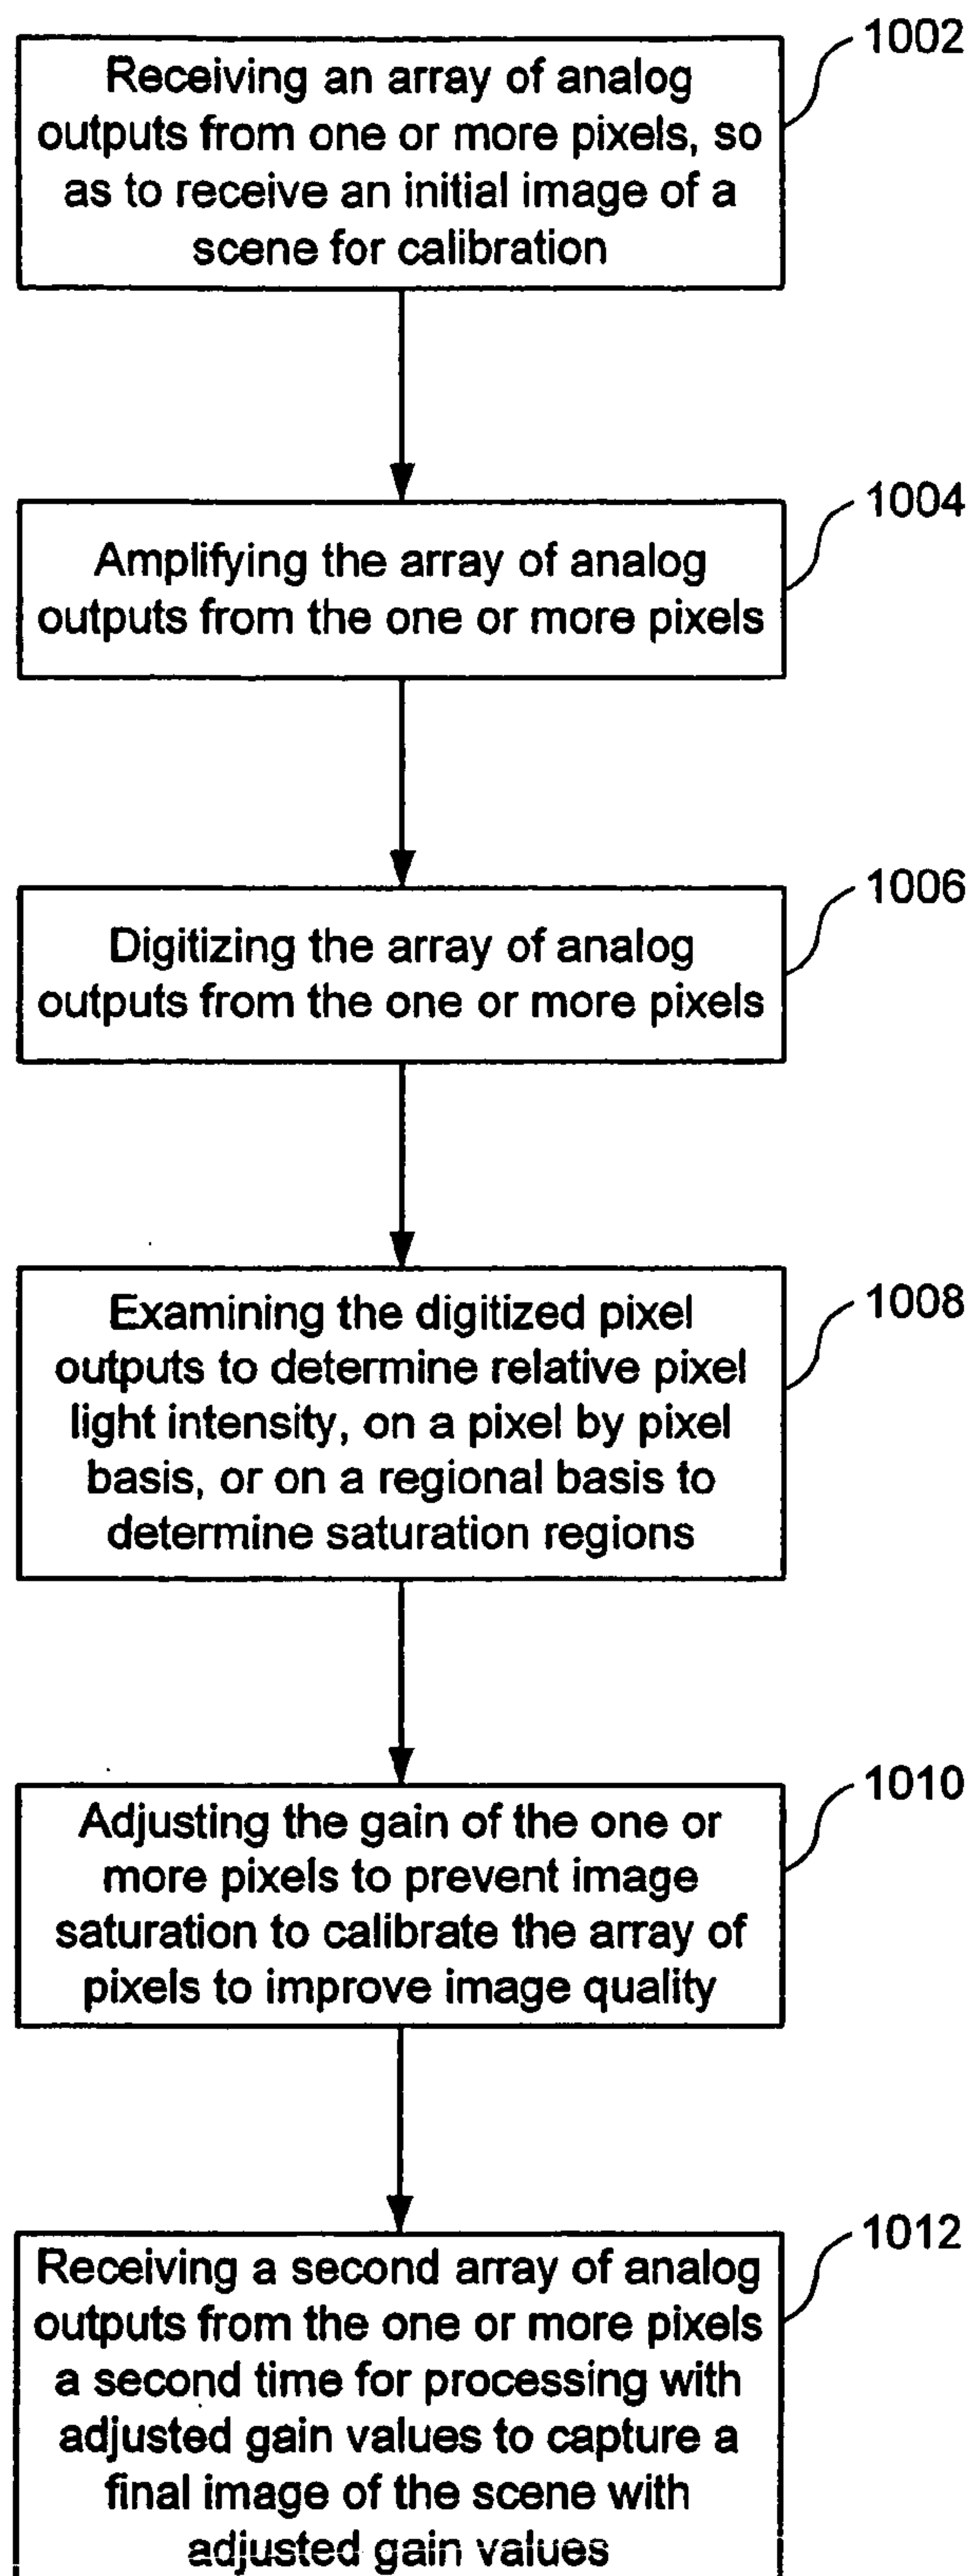 1002
Receiving an array of analog
outputs from one or more pixels, so
as to receive an initial image of a
scene for calibration
1004
Amplifying the array of analog
outputs from the one or more pixels
1006
Digitizing the array of analog
outputs from the one or more pixels
1008
Examining the digitized pixel
outputs to determine relative pixel
light intensity, on a pixel by pixel
basis, or on a regional basis to
determine saturation regions
1010
Adjusting the gain of the one or
more pixels to prevent image
saturation to calibrate the array of
pixels to improve image quality
1012
Receiving a second array of analog
outputs from the one or more pixels
a second time for processing with
adjusted gain values to capture a
final image of the scene with
adjusted gain values